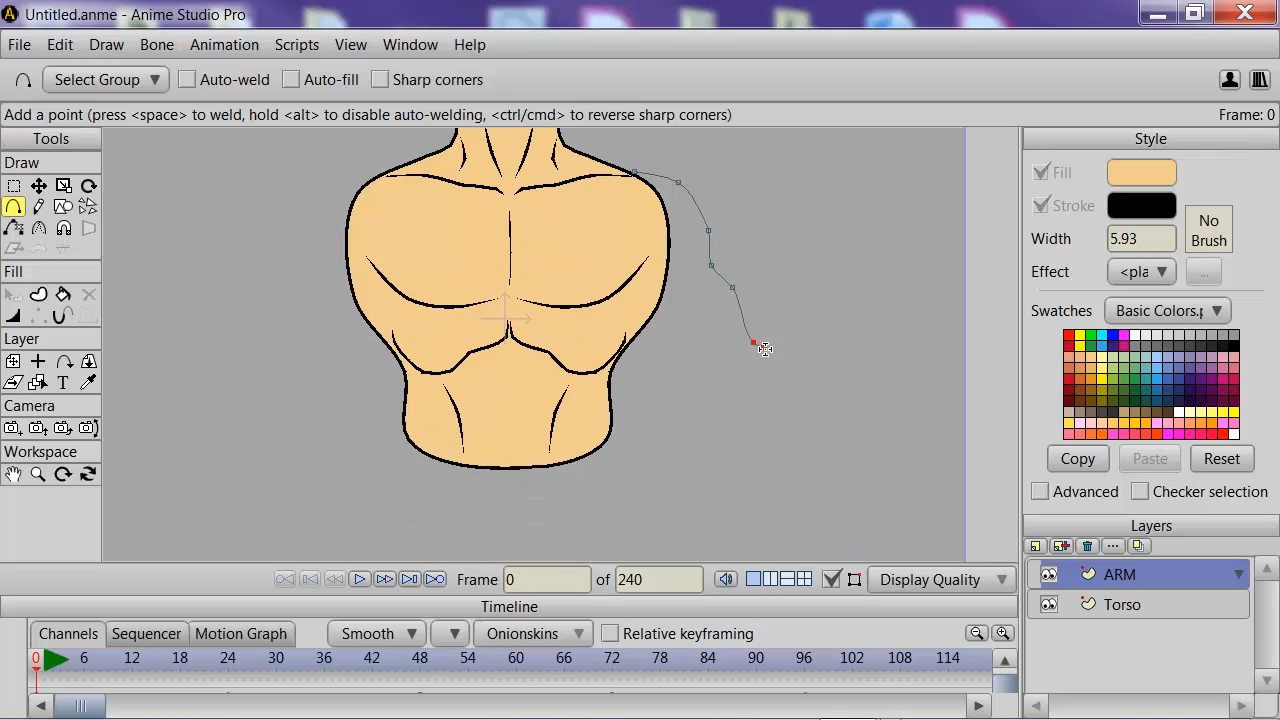 Untitled.anme - Anime Studio Pro
File Edit Draw Bone Animation Scripts View Window Help
Select Group Auto-weld Auto-fill Sharp corners
Add a point (press <space> to weld, hold <alt> to disable auto-welding, <ctrl/cmd> to reverse sharp corners) Frame: 0
Tools
Draw
Fill
Layer
Camera
Workspace
Style
Fill
Stroke
No Brush
Width 5.93
Effect <pla ...
Swatches Basic Colors.p
Copy Paste Reset
Advanced Checker selection
Layers
ARM
Torso
Frame 0 of 240 Display Quality
Timeline
Channels Sequencer Motion Graph Smooth Onionskins Relative keyframing
0 6 12 18 24 30 36 42 48 54 60 66 72 78 84 90 96 102 108 114